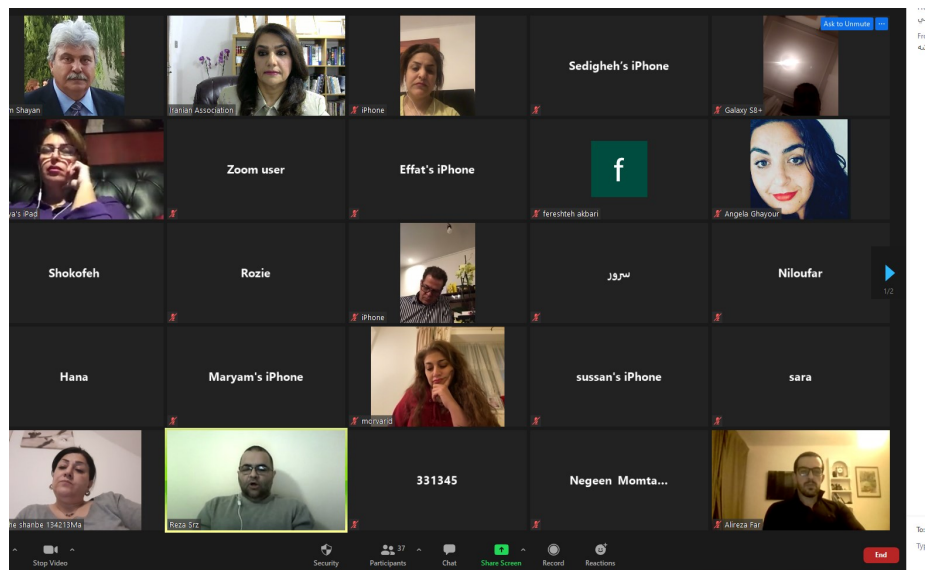 Ask to Unmute ...
m Shayan
Iranian Association
iPhone
Sedigheh's iPhone
Galaxy S8+
va's iPad
Zoom user
Effat's iPhone
f
fereshteh akbari
Angela Ghayour
Shokofeh
Rozie
iPhone
سرور
Niloufar
1/2
Hana
Maryam's iPhone
morvarid
sussan's iPhone
sara
he shanbe 134213Ma
Reza Srz
331345
Negeen Momta...
Alireza Far
Stop Video
Security
37
Participants
Chat
Share Screen
Record
Reactions
End
To: